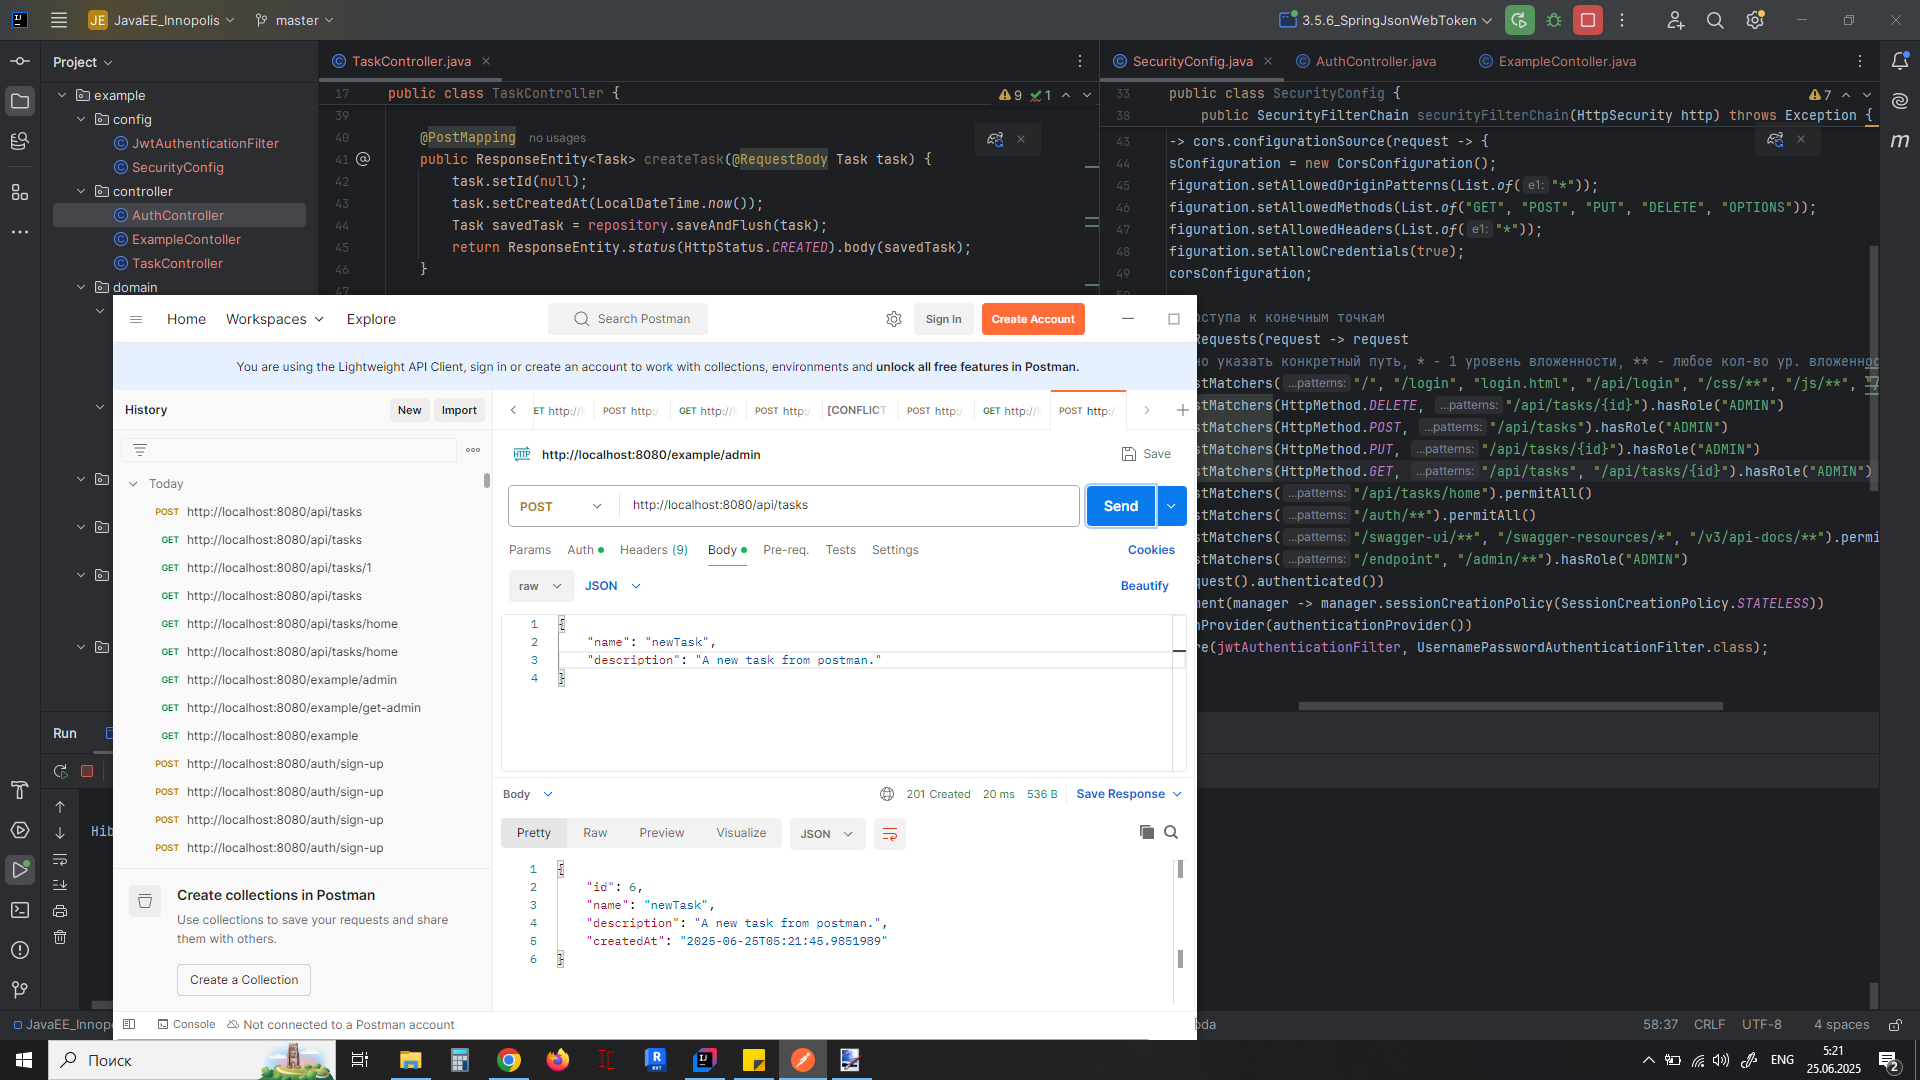 JE JavaEE_Innopolis master 3.5.6_SpringJsonWebToken
Project
example
config
JwtAuthenticationFilter
SecurityConfig
controller
AuthController
ExampleContoller
TaskController
domain
Run
Hib
JavaEE_Innop
TaskController.java
17 public class TaskController { 9 1
39
40 @PostMapping no usages
41 public ResponseEntity<Task> createTask(@RequestBody Task task) {
42 task.setId(null);
43 task.setCreatedAt(LocalDateTime.now());
44 Task savedTask = repository.saveAndFlush(task);
45 return ResponseEntity.status(HttpStatus.CREATED).body(savedTask);
46 }
47
SecurityConfig.java AuthController.java ExampleContoller.java
33 public class SecurityConfig { 7
38 public SecurityFilterChain securityFilterChain(HttpSecurity http) throws Exception {
43 -> cors.configurationSource(request -> {
44 sConfiguration = new CorsConfiguration();
45 figuration.setAllowedOriginPatterns(List.of( e1: "*"));
46 figuration.setAllowedMethods(List.of("GET", "POST", "PUT", "DELETE", "OPTIONS"));
47 figuration.setAllowedHeaders(List.of( e1: "*"));
48 figuration.setAllowCredentials(true);
49 corsConfiguration;
оступа к конечным точкам
Requests(request -> request
но указать конкретный путь, * - 1 уровень вложенности, ** - любое кол-во ур. вложеннос
stMatchers( ...patterns: "/", "/login", "login.html", "/api/login", "/css/**", "/js/**", "/
stMatchers(HttpMethod.DELETE, ...patterns: "/api/tasks/{id}").hasRole("ADMIN")
stMatchers(HttpMethod.POST, ...patterns: "/api/tasks").hasRole("ADMIN")
stMatchers(HttpMethod.PUT, ...patterns: "/api/tasks/{id}").hasRole("ADMIN")
stMatchers(HttpMethod.GET, ...patterns: "/api/tasks", "/api/tasks/{id}").hasRole("ADMIN")
stMatchers( ...patterns: "/api/tasks/home").permitAll()
stMatchers( ...patterns: "/auth/**").permitAll()
stMatchers( ...patterns: "/swagger-ui/**", "/swagger-resources/*", "/v3/api-docs/**").permi
stMatchers( ...patterns: "/endpoint", "/admin/**").hasRole("ADMIN")
quest().authenticated())
ment(manager -> manager.sessionCreationPolicy(SessionCreationPolicy.STATELESS))
nProvider(authenticationProvider())
re(jwtAuthenticationFilter, UsernamePasswordAuthenticationFilter.class);
Home Workspaces Explore Search Postman Sign In Create Account
You are using the Lightweight API Client, sign in or create an account to work with collections, environments and unlock all free features in Postman.
History New Import
Today
POST http://localhost:8080/api/tasks
GET http://localhost:8080/api/tasks
GET http://localhost:8080/api/tasks/1
GET http://localhost:8080/api/tasks
GET http://localhost:8080/api/tasks/home
GET http://localhost:8080/api/tasks/home
GET http://localhost:8080/example/admin
GET http://localhost:8080/example/get-admin
GET http://localhost:8080/example
POST http://localhost:8080/auth/sign-up
POST http://localhost:8080/auth/sign-up
POST http://localhost:8080/auth/sign-up
POST http://localhost:8080/auth/sign-up
Create collections in Postman
Use collections to save your requests and share
them with others.
Create a Collection
ET http:// POST http:/ GET http:// POST http:/ [CONFLICT POST http:/ GET http:// POST http:/
HTTP http://localhost:8080/example/admin Save
POST http://localhost:8080/api/tasks Send
Params Auth Headers (9) Body Pre-req. Tests Settings Cookies
raw JSON Beautify
1 {
2 "name": "newTask",
3 "description": "A new task from postman."
4 }
Body 201 Created 20 ms 536 B Save Response
Pretty Raw Preview Visualize JSON
1 {
2 "id": 6,
3 "name": "newTask",
4 "description": "A new task from postman.",
5 "createdAt": "2025-06-25T05:21:45.9851989"
6 }
Console Not connected to a Postman account
58:37 CRLF UTF-8 4 spaces
Поиск
ENG
5:21
25.06.2025
2